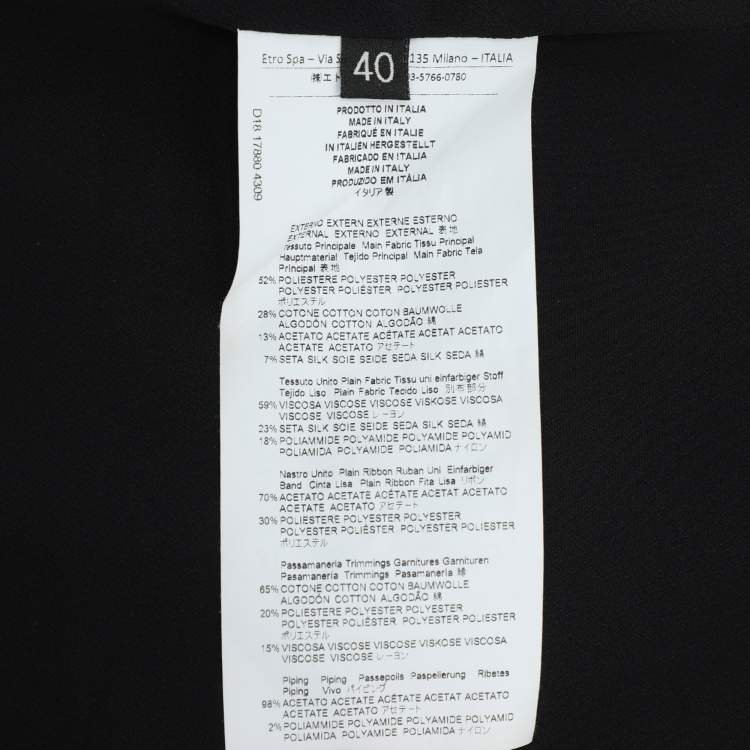 Etro Spa – Via S 135 Milano – ITALIA
40
(株)エト 03-5766-0780
D18 17880 4309
PRODOTTO IN ITALIA
MADE IN ITALY
FABRIQUÉ EN ITALIE
IN ITALIEN HERGESTELLT
FABRICADO EN ITALIA
MADE IN ITALY
PRODUZIDO EM ITÁLIA
イタリア製
EXTERNO EXTERN EXTERNE ESTERNO
EXTERNAL EXTERNO EXTERNAL 表地
Tessuto Principale Main Fabric Tissu Principal
Hauptmaterial Tejido Principal Main Fabric Tela
Principal 表地
52% POLIESTERE POLYESTER POLYESTER
POLYESTER POLIÉSTER POLYESTER POLIESTER
ポリエステル
28% COTONE COTTON COTON BAUMWOLLE
ALGODÓN COTTON ALGODÃO 綿
13% ACETATO ACETATE ACÉTATE ACETAT ACETATO
ACETATE ACETATO アセテート
7% SETA SILK SOIE SEIDE SEDA SILK SEDA 絹
Tessuto Unito Plain Fabric Tissu uni einfarbiger Stoff
Tejido Liso Plain Fabric Tecido Liso 別布部分
59% VISCOSA VISCOSE VISCOSE VISKOSE VISCOSA
VISCOSE VISCOSE レーヨン
23% SETA SILK SOIE SEIDE SEDA SILK SEDA 絹
18% POLIAMMIDE POLYAMIDE POLYAMIDE POLYAMID
POLIAMIDA POLYAMIDE POLIAMIDA ナイロン
Nastro Unito Plain Ribbon Ruban Uni Einfarbiger
Band Cinta Lisa Plain Ribbon Fita Lisa リボン
70% ACETATO ACETATE ACÉTATE ACETAT ACETATO
ACETATE ACETATO アセテート
30% POLIESTERE POLYESTER POLYESTER
POLYESTER POLIÉSTER POLYESTER POLIESTER
ポリエステル
Passamaneria Trimmings Garnitures Garnituren
Pasamanería Trimmings Pasamaneria 縁
65% COTONE COTTON COTON BAUMWOLLE
ALGODÓN COTTON ALGODÃO 綿
20% POLIESTERE POLYESTER POLYESTER
POLYESTER POLIÉSTER POLYESTER POLIESTER
ポリエステル
15% VISCOSA VISCOSE VISCOSE VISKOSE VISCOSA
VISCOSE VISCOSE レーヨン
Piping Piping Passepoils Paspelierung Ribetes
Piping Vivo パイピング
98% ACETATO ACETATE ACÉTATE ACETAT ACETATO
ACETATE ACETATO アセテート
2% POLIAMMIDE POLYAMIDE POLYAMIDE POLYAMID
POLIAMIDA POLYAMIDE POLIAMIDA ナイロン